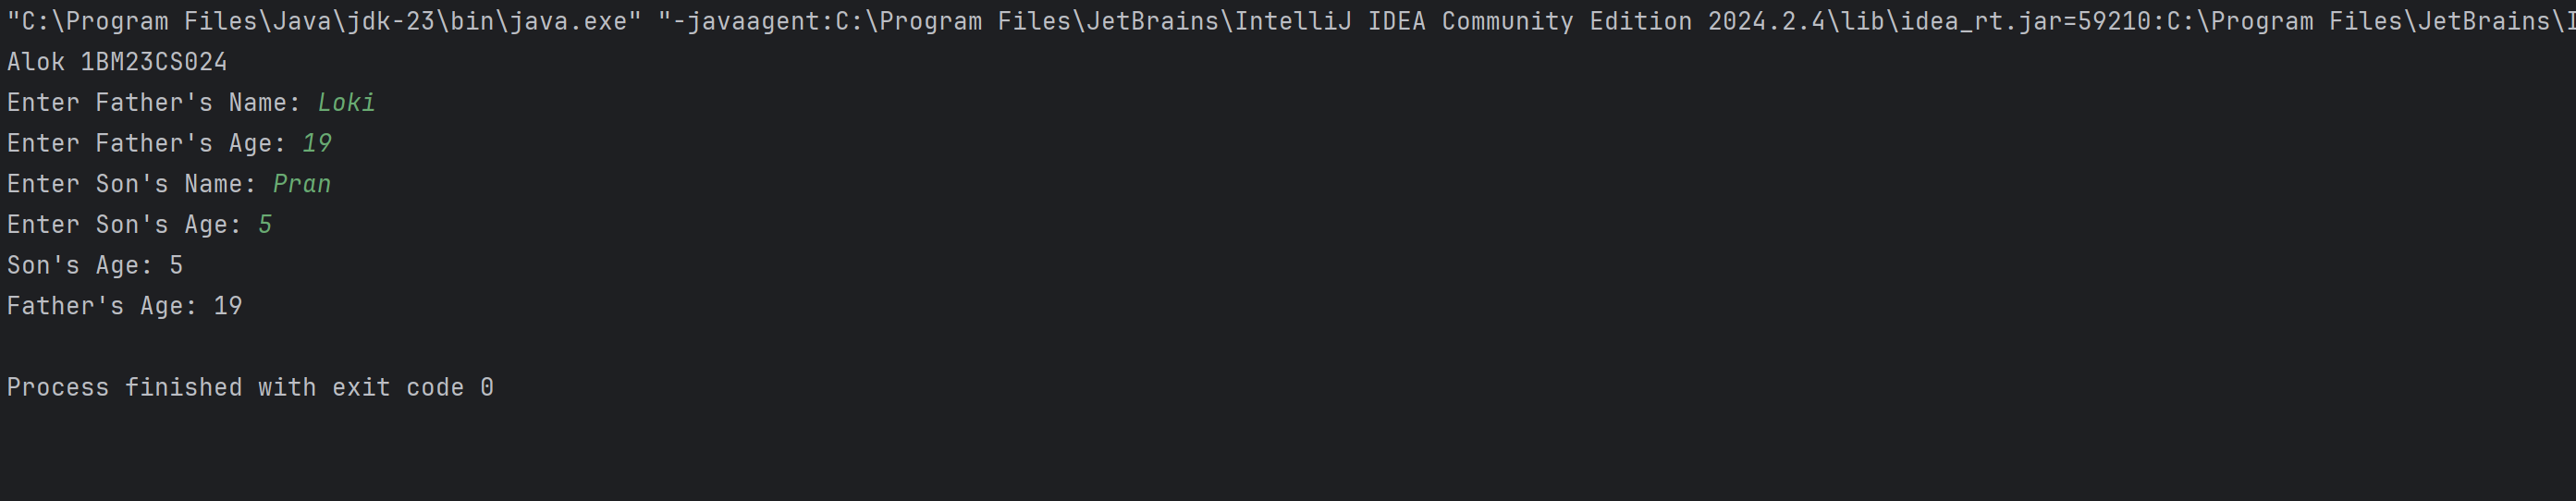 "C:\Program Files\Java\jdk-23\bin\java.exe" "-javaagent:C:\Program Files\JetBrains\IntelliJ IDEA Community Edition 2024.2.4\lib\idea_rt.jar=59210:C:\Program Files\JetBrains\I
Alok 1BM23CS024
Enter Father's Name: Loki
Enter Father's Age: 19
Enter Son's Name: Pran
Enter Son's Age: 5
Son's Age: 5
Father's Age: 19
Process finished with exit code 0